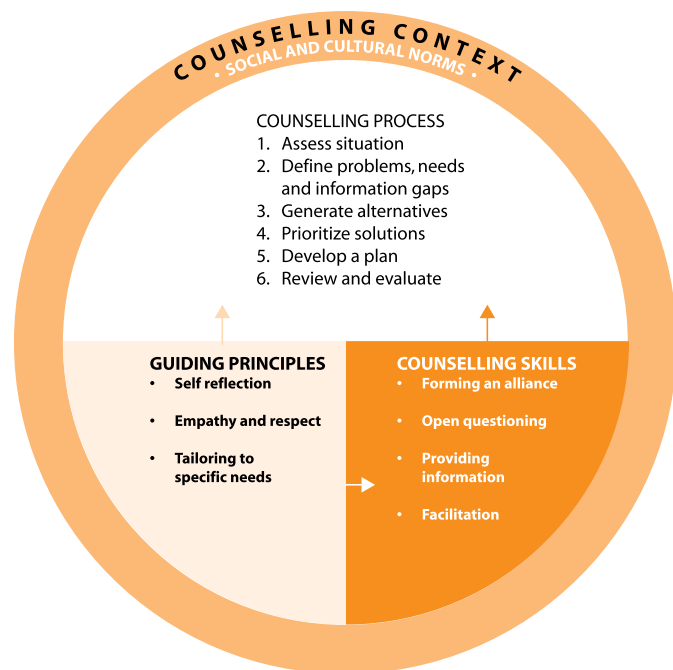 COUNSELLING CONTEXT
• SOCIAL AND CULTURAL NORMS •
COUNSELLING PROCESS
1. Assess situation
2. Define problems, needs
and information gaps
3. Generate alternatives
4. Prioritize solutions
5. Develop a plan
6. Review and evaluate
GUIDING PRINCIPLES
• Self reflection
• Empathy and respect
• Tailoring to
specific needs
COUNSELLING SKILLS
• Forming an alliance
• Open questioning
• Providing
information
• Facilitation